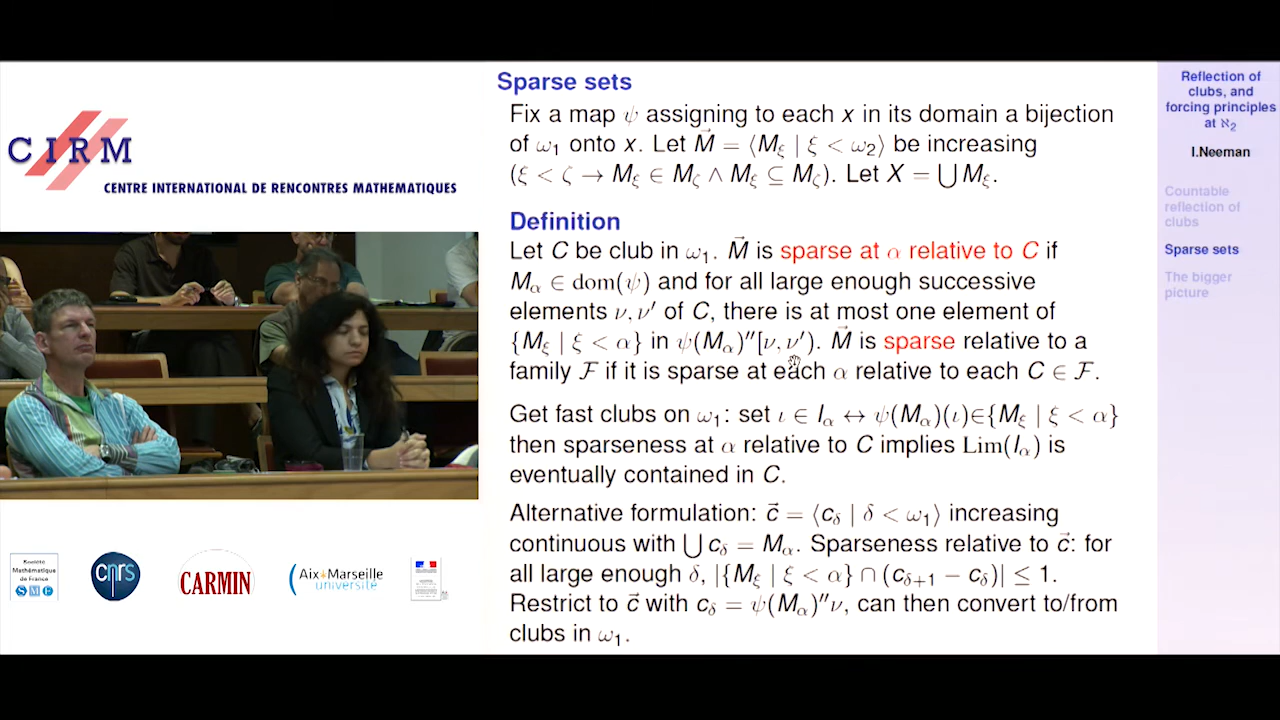 CIRM
CENTRE INTERNATIONAL DE RENCONTRES MATHEMATIQUES
Société
Mathématique
de France
SMF
cnrs
CARMIN
Aix*Marseille
université
Sparse sets
Fix a map ψ assigning to each x in its domain a bijection
of ω₁ onto x. Let M⃗ = ⟨M_ξ | ξ < ω₂⟩ be increasing
(ξ < ζ → M_ξ ∈ M_ζ ∧ M_ξ ⊆ M_ζ). Let X = ⋃ M_ξ.
Definition
Let C be club in ω₁. M⃗ is sparse at α relative to C if
M_α ∈ dom(ψ) and for all large enough successive
elements ν, ν′ of C, there is at most one element of
{M_ξ | ξ < α} in ψ(M_α)″[ν, ν′). M⃗ is sparse relative to a
family ℱ if it is sparse at each α relative to each C ∈ ℱ.
Get fast clubs on ω₁: set ι ∈ I_α ↔ ψ(M_α)(ι)∈{M_ξ | ξ < α}
then sparseness at α relative to C implies Lim(I_α) is
eventually contained in C.
Alternative formulation: c⃗ = ⟨c_δ | δ < ω₁⟩ increasing
continuous with ⋃ c_δ = M_α. Sparseness relative to c⃗: for
all large enough δ, |{M_ξ | ξ < α} ∩ (c_{δ+1} − c_δ)| ≤ 1.
Restrict to c⃗ with c_δ = ψ(M_α)″ν, can then convert to/from
clubs in ω₁.
Reflection of
clubs, and
forcing principles
at ℵ₂
I.Neeman
Countable
reflection of
clubs
Sparse sets
The bigger
picture